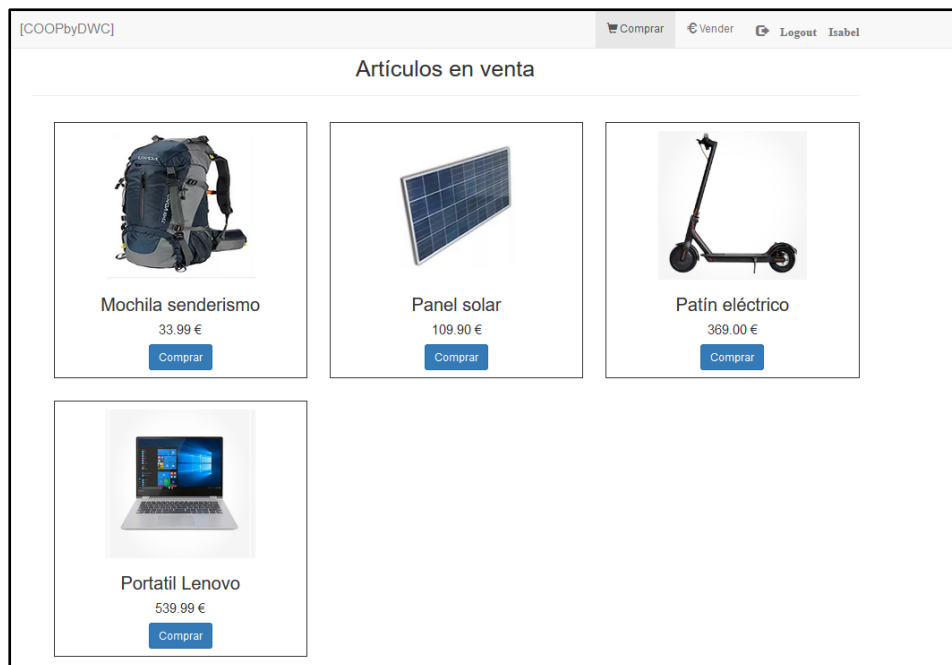 [COOPbyDWC]
Comprar
€ Vender
Logout Isabel
Artículos en venta
Mochila senderismo
33.99 €
Comprar
Panel solar
109.90 €
Comprar
Patín eléctrico
369.00 €
Comprar
Portatil Lenovo
539.99 €
Comprar